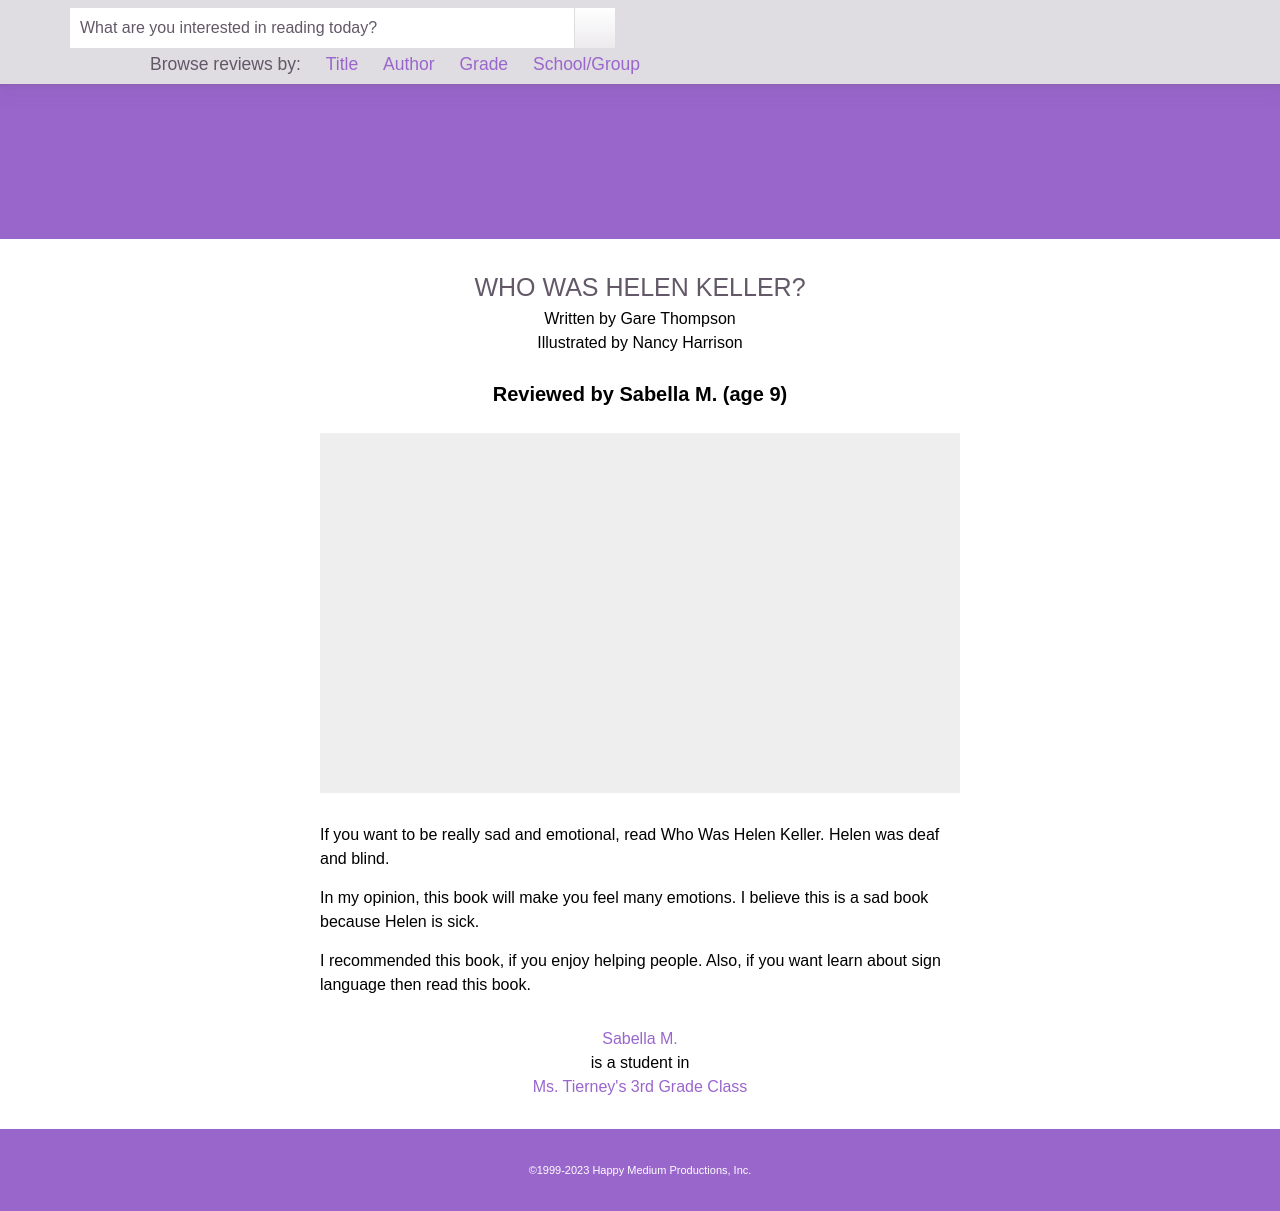 What are you interested in reading today?
Browse reviews by: Title Author Grade School/Group
WHO WAS HELEN KELLER?
Written by Gare Thompson
Illustrated by Nancy Harrison
Reviewed by Sabella M. (age 9)
If you want to be really sad and emotional, read Who Was Helen Keller. Helen was deaf
and blind.
In my opinion, this book will make you feel many emotions. I believe this is a sad book
because Helen is sick.
I recommended this book, if you enjoy helping people. Also, if you want learn about sign
language then read this book.
Sabella M.
is a student in
Ms. Tierney's 3rd Grade Class
©1999-2023 Happy Medium Productions, Inc.